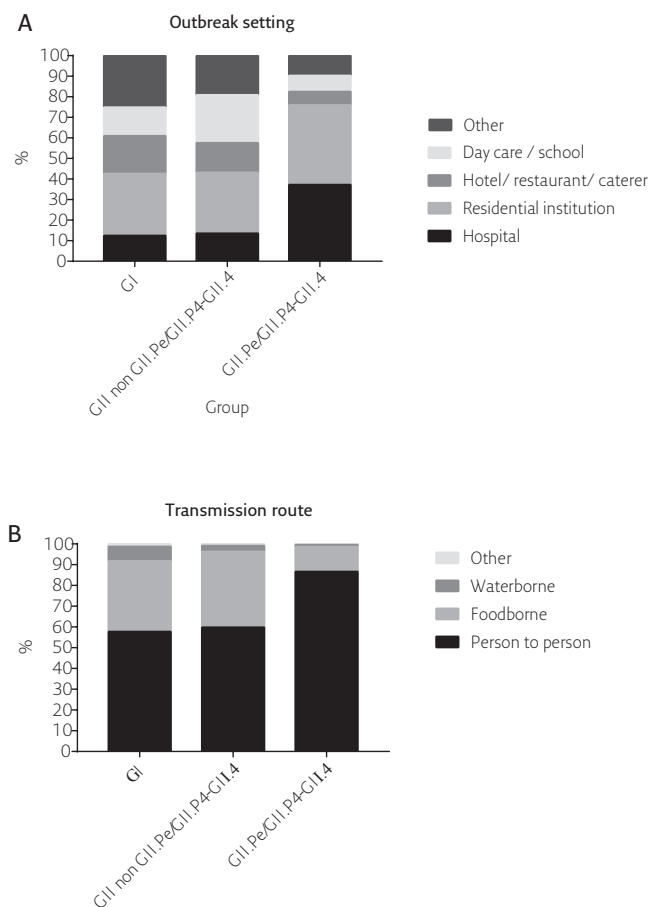 A
Outbreak setting
100
90
80
70
60
50
40
30
20
10
0
%
GI
GII non GII.Pe/GII.P4-GII.4
GII.Pe/GII.P4-GII.4
Group
Other
Day care / school
Hotel/ restaurant/ caterer
Residential institution
Hospital
B
Transmission route
100
90
80
70
60
50
40
30
20
10
0
%
GI
GII non GII.Pe/GII.P4-GII.4
GII.Pe/GII.P4-GII.4
Other
Waterborne
Foodborne
Person to person